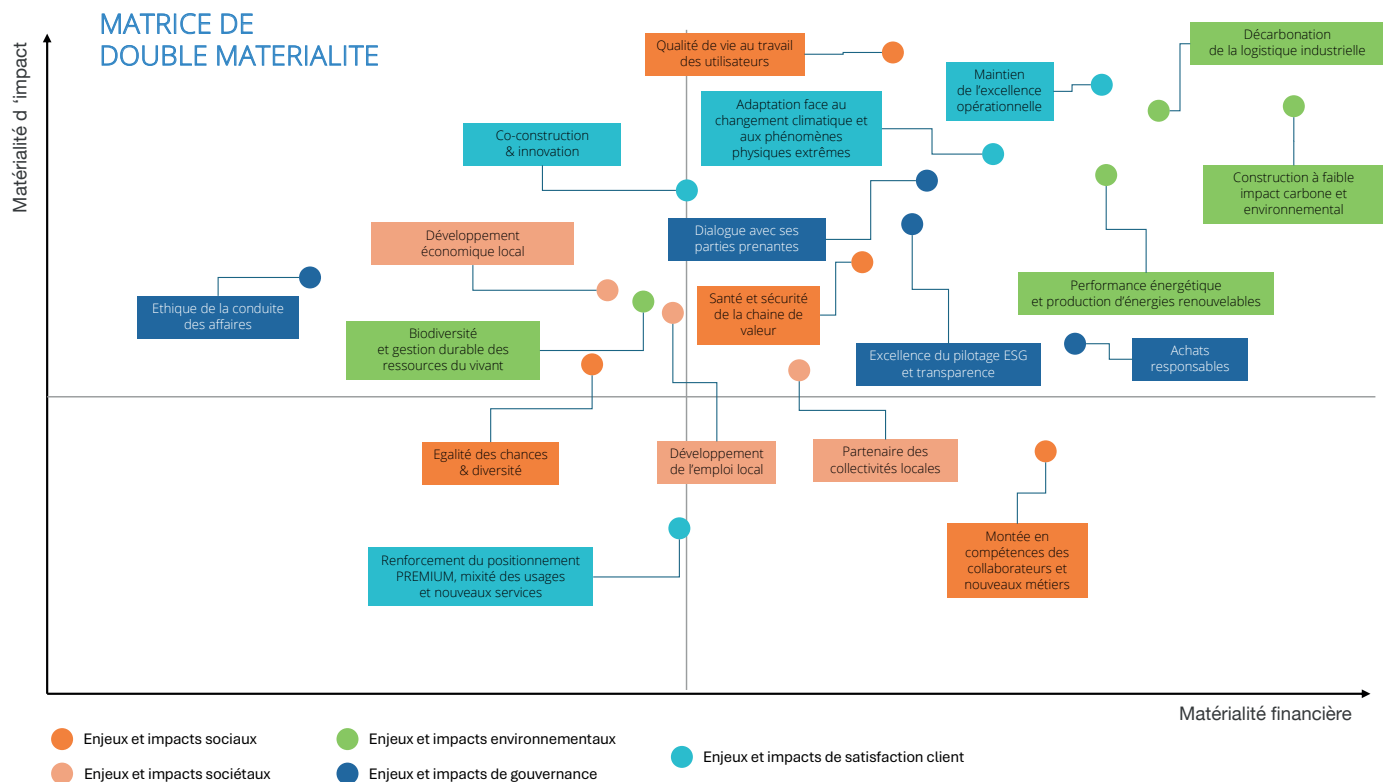 MATRICE DE
DOUBLE MATERIALITE
Matérialité d ‘impact
Qualité de vie au travail
des utilisateurs
Décarbonation
de la logistique industrielle
Maintien
de l’excellence
opérationnelle
Adaptation face au
changement climatique et
aux phénomènes
physiques extrêmes
Co-construction
& innovation
Construction à faible
impact carbone et
environnemental
Développement
économique local
Dialogue avec ses
parties prenantes
Ethique de la conduite
des affaires
Santé et sécurité
de la chaine de
valeur
Performance énergétique
et production d’énergies renouvelables
Biodiversité
et gestion durable des
ressources du vivant
Excellence du pilotage ESG
et transparence
Achats
responsables
Egalité des chances
& diversité
Développement
de l’emploi local
Partenaire des
collectivités locales
Renforcement du positionnement
PREMIUM, mixité des usages
et nouveaux services
Montée en
compétences des
collaborateurs et
nouveaux métiers
Matérialité financière
Enjeux et impacts sociaux
Enjeux et impacts environnementaux
Enjeux et impacts de satisfaction client
Enjeux et impacts sociétaux
Enjeux et impacts de gouvernance